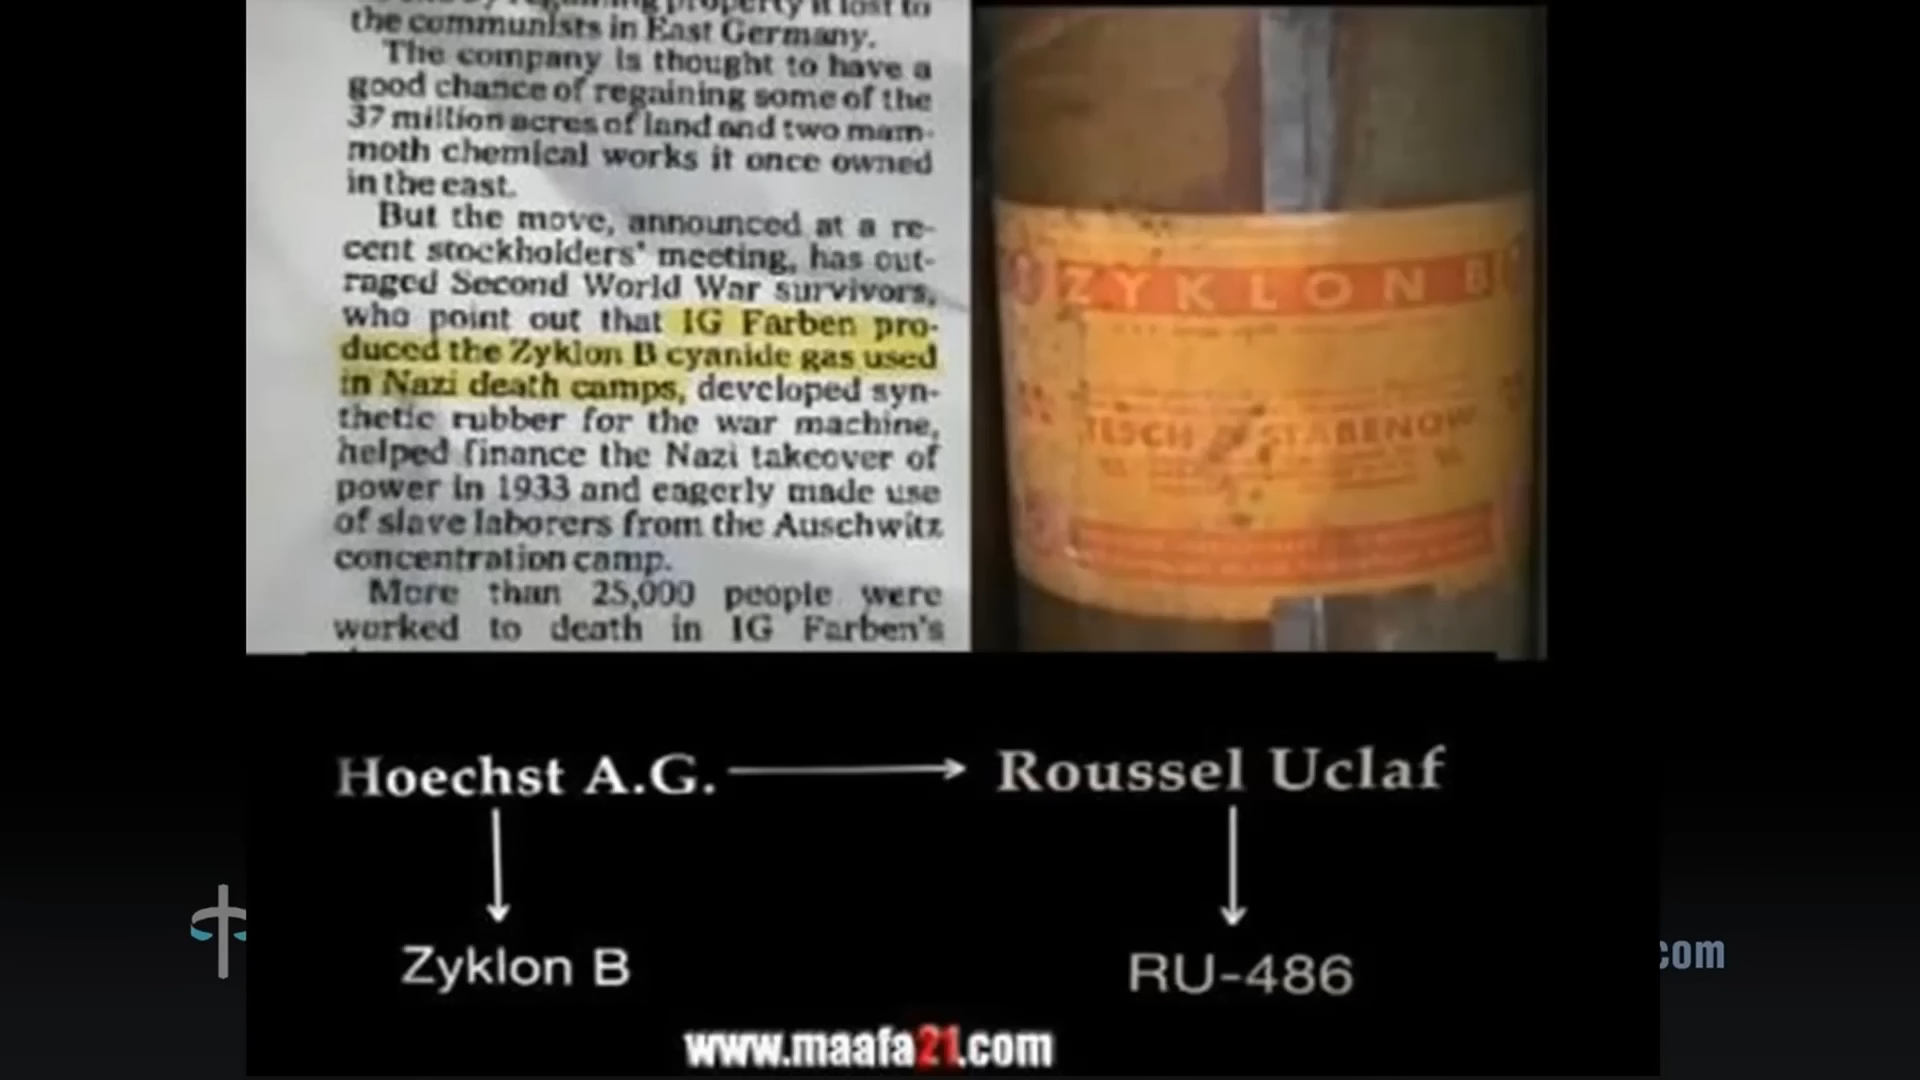 the communists in East Germany.
The company is thought to have a
good chance of regaining some of the
37 million acres of land and two mam-
moth chemical works it once owned
in the east.
But the move, announced at a re-
cent stockholders' meeting, has out-
raged Second World War survivors,
who point out that IG Farben pro-
duced the Zyklon B cyanide gas used
in Nazi death camps, developed syn-
thetic rubber for the war machine,
helped finance the Nazi takeover of
power in 1933 and eagerly made use
of slave laborers from the Auschwitz
concentration camp.
More than 25,000 people were
worked to death in IG Farben's
ZYKLON B
TESCH STABENOW
Hoechst A.G. Roussel Uclaf
Zyklon B RU-486
www.maafa21.com
com